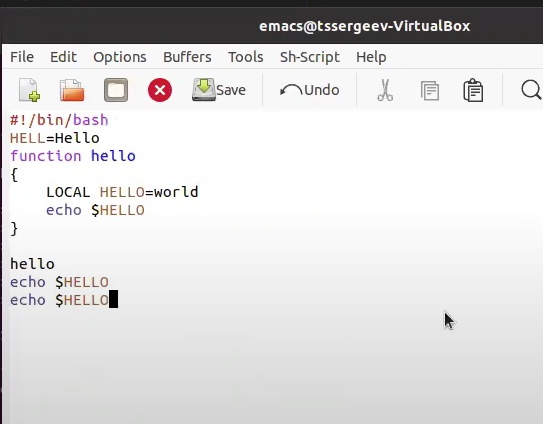 emacs@tssergeev-VirtualBox
File Edit Options Buffers Tools Sh-Script Help
Save Undo
#!/bin/bash
HELL=Hello
function hello
{
    LOCAL HELLO=world
    echo $HELLO
}
hello
echo $HELLO
echo $HELLO